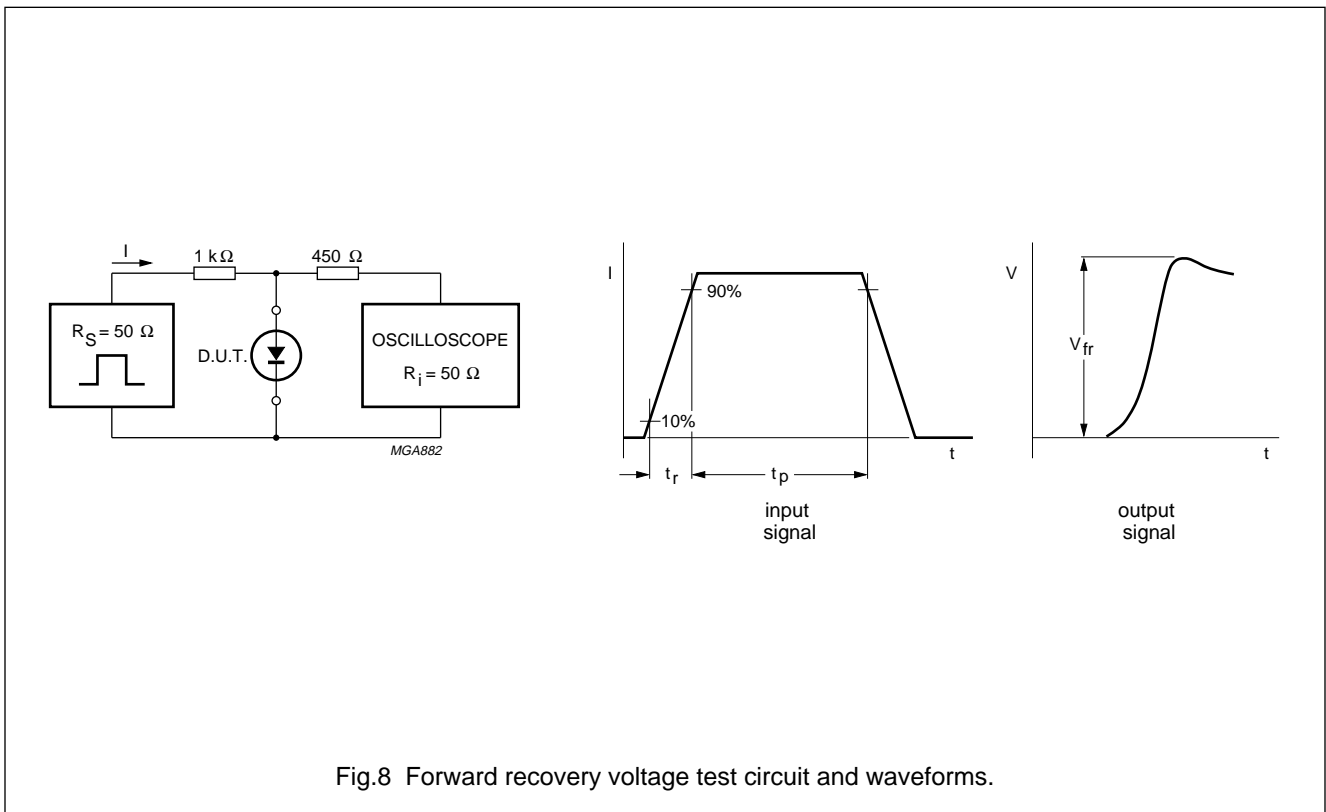 I
1 kΩ
450 Ω
R_S = 50 Ω
D.U.T.
OSCILLOSCOPE
R_i = 50 Ω
MGA882
I
90%
10%
t
t_r
t_p
input
signal
V
V_fr
t
output
signal
Fig.8 Forward recovery voltage test circuit and waveforms.